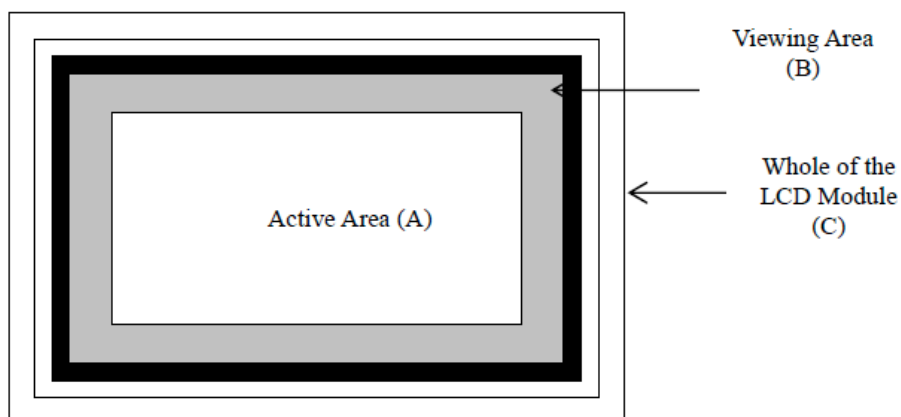 Viewing Area
(B)
Whole of the
LCD Module
(C)
Active Area (A)